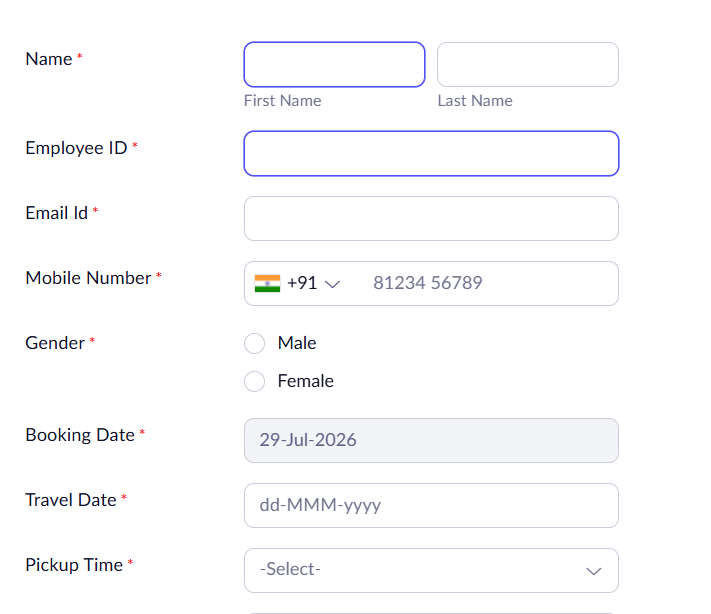 Name *
First Name Last Name
Employee ID *
Email Id *
Mobile Number * +91 81234 56789
Gender * Male
Female
Booking Date * 29-Jul-2026
Travel Date * dd-MMM-yyyy
Pickup Time * -Select-